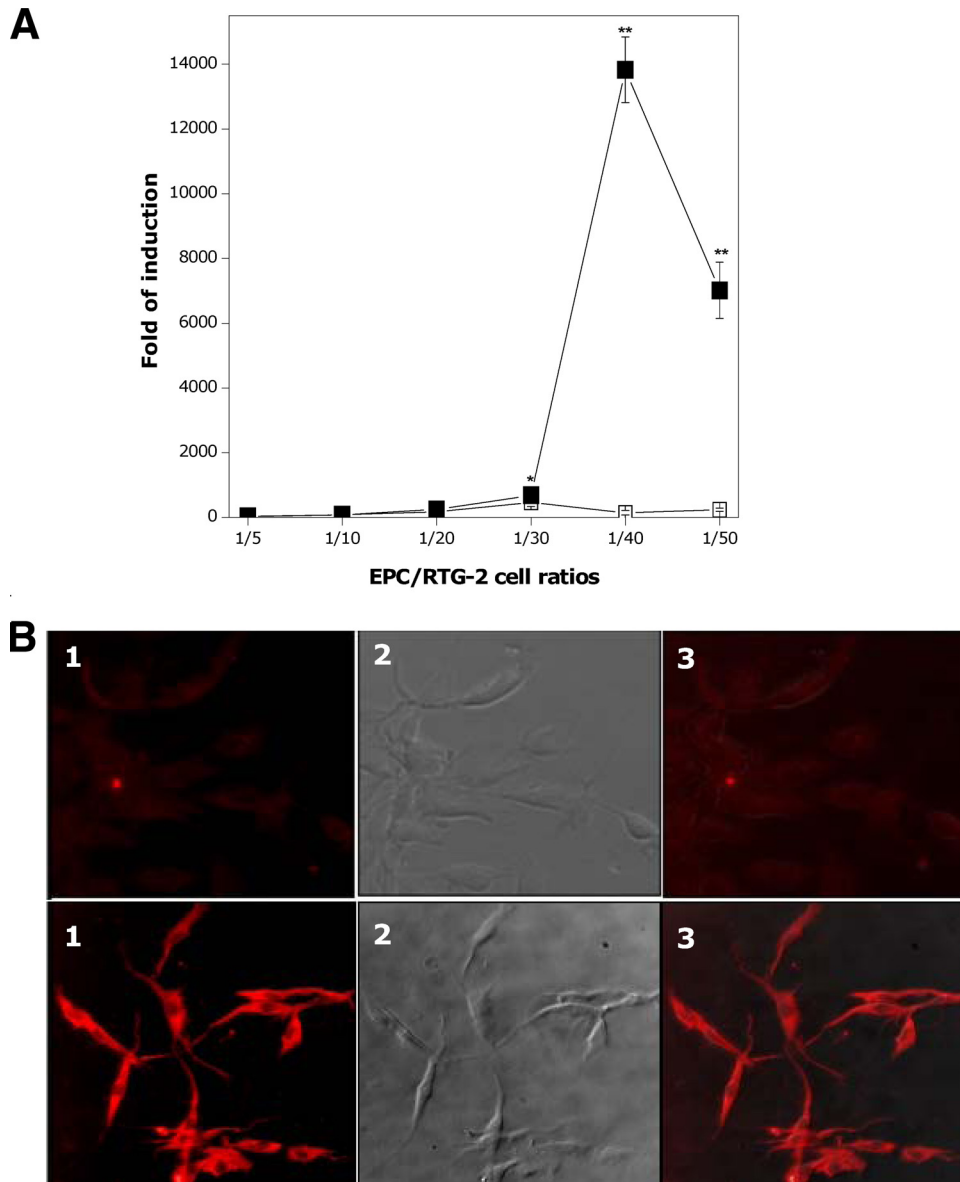 A
Fold of induction
14000
12000
10000
8000
6000
4000
2000
0
**
**
*
1/5 1/10 1/20 1/30 1/40 1/50
EPC/RTG-2 cell ratios
B
1 2 3
1 2 3